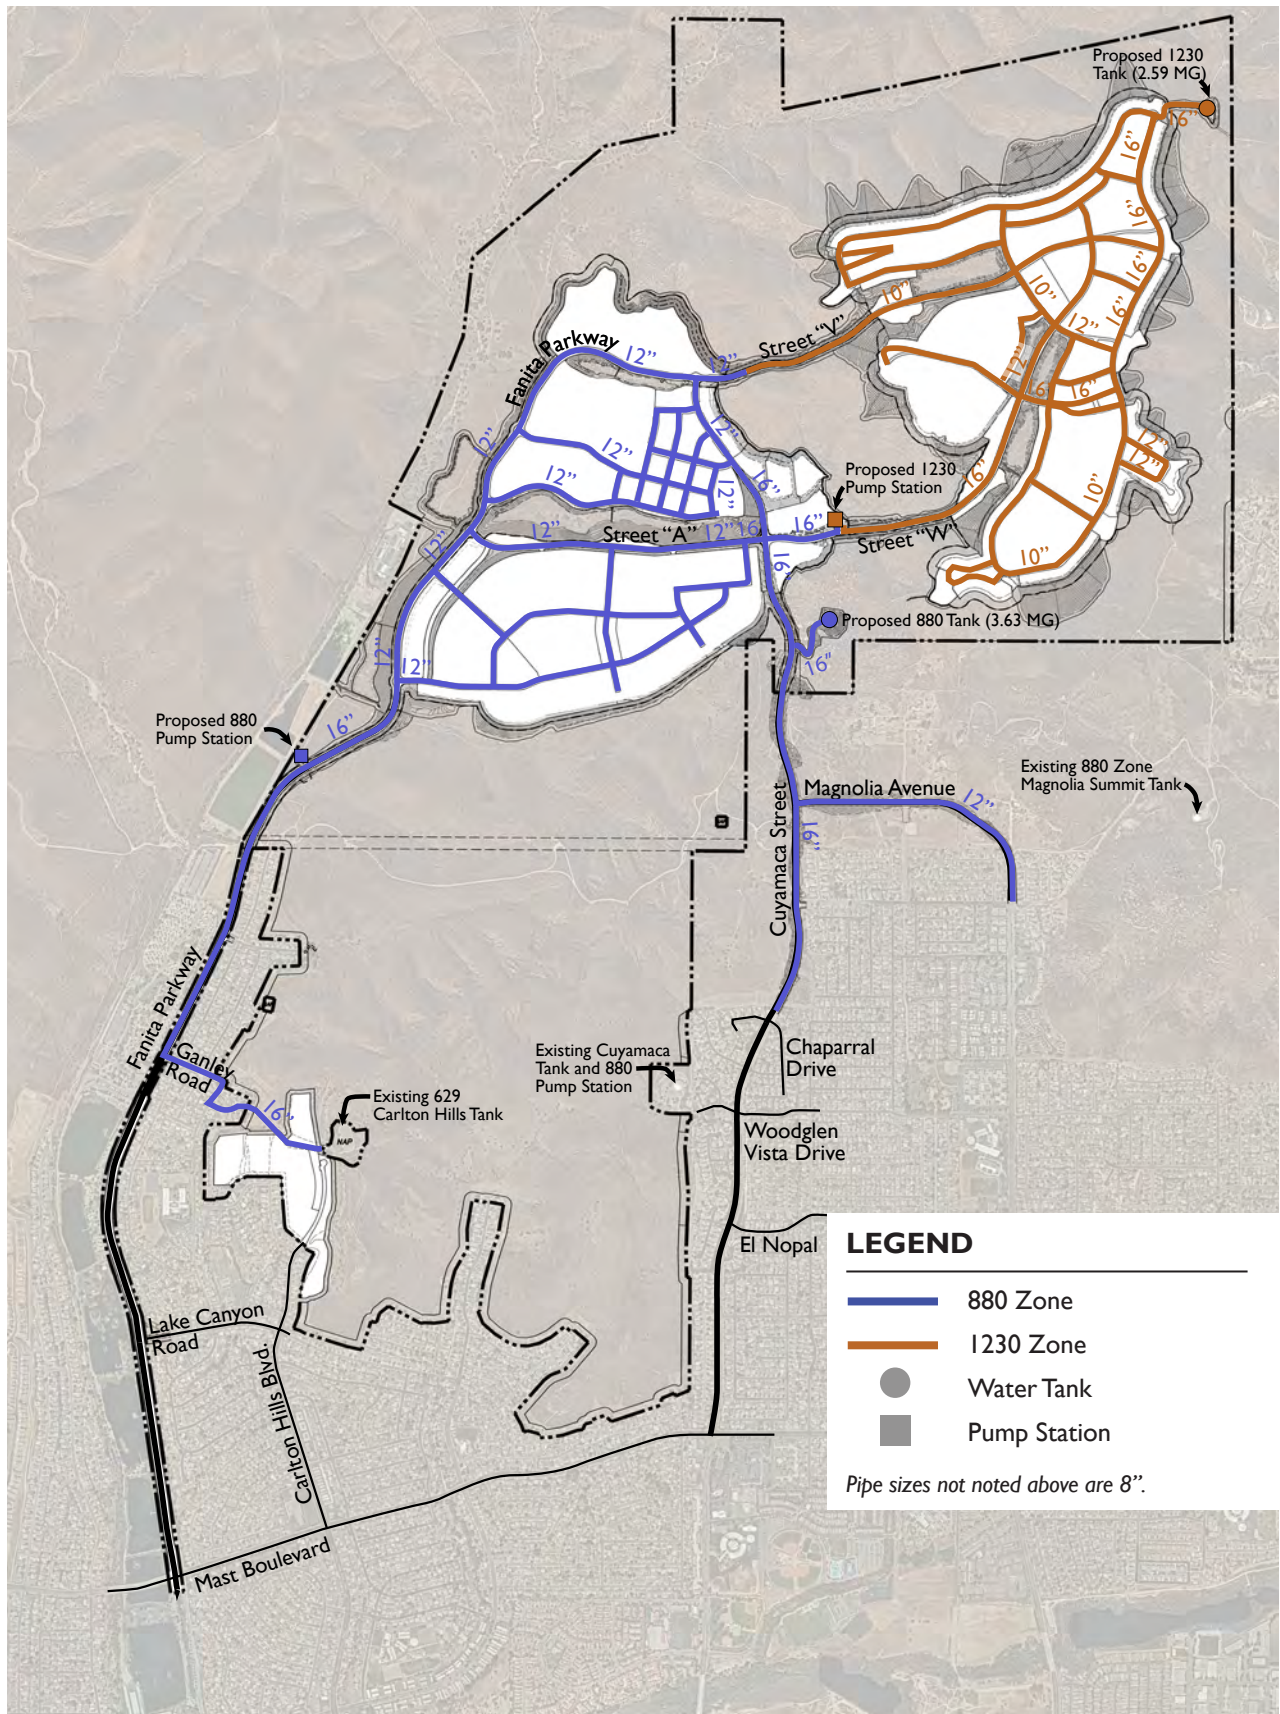 Proposed 1230
Tank (2.59 MG)
16”
16”
16”
16”
10”
10”
16”
12”
Street “V”
Fanita Parkway
12”
12”
12”
16”
16”
12”
12”
12”
12”
12”
16”
12”
12”
10”
Proposed 1230
Pump Station
16”
16”
Street “A”
12”
12”
16”
Street “W”
12”
16”
10”
Proposed 880 Tank (3.63 MG)
12”
12”
16”
Proposed 880
Pump Station
16”
Existing 880 Zone
Magnolia Summit Tank
Magnolia Avenue
12”
Cuyamaca Street
16”
Fanita Parkway
Ganley
Road
16”
Existing 629
Carlton Hills Tank
NAP
Existing Cuyamaca
Tank and 880
Pump Station
Chaparral
Drive
Woodglen
Vista Drive
El Nopal
Lake Canyon
Road
Carlton Hills Blvd.
Mast Boulevard
LEGEND
880 Zone
1230 Zone
Water Tank
Pump Station
Pipe sizes not noted above are 8”.